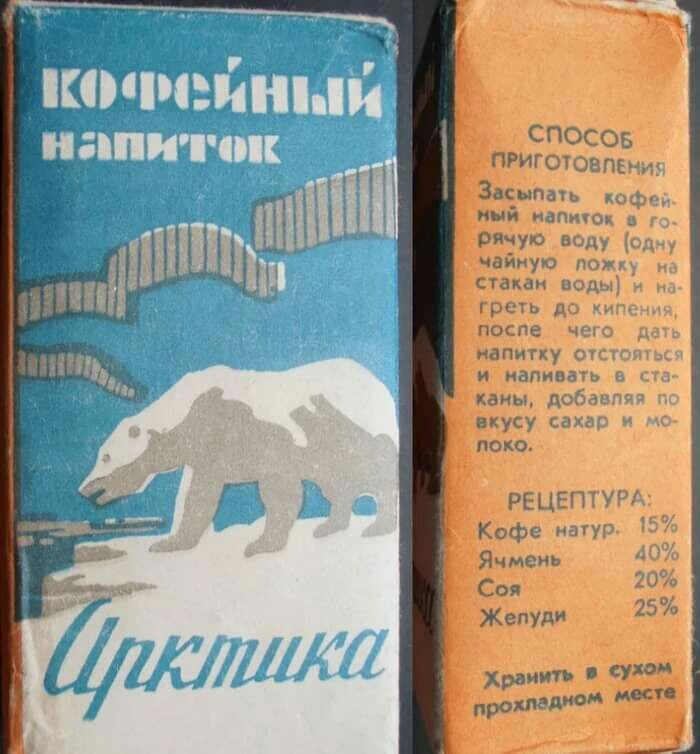 КОФЕЙНЫЙ
НАПИТОК
Арктика
СПОСОБ
ПРИГОТОВЛЕНИЯ
Засыпать кофей-
ный напиток в го-
рячую воду (одну
чайную ложку на
стакан воды) и на-
греть до кипения,
после чего дать
напитку отстояться
и наливать в ста-
каны, добавляя по
вкусу сахар и мо-
локо.
РЕЦЕПТУРА:
Кофе натур. 15%
Ячмень 40%
Соя 20%
Желуди 25%
Хранить в сухом
прохладном месте